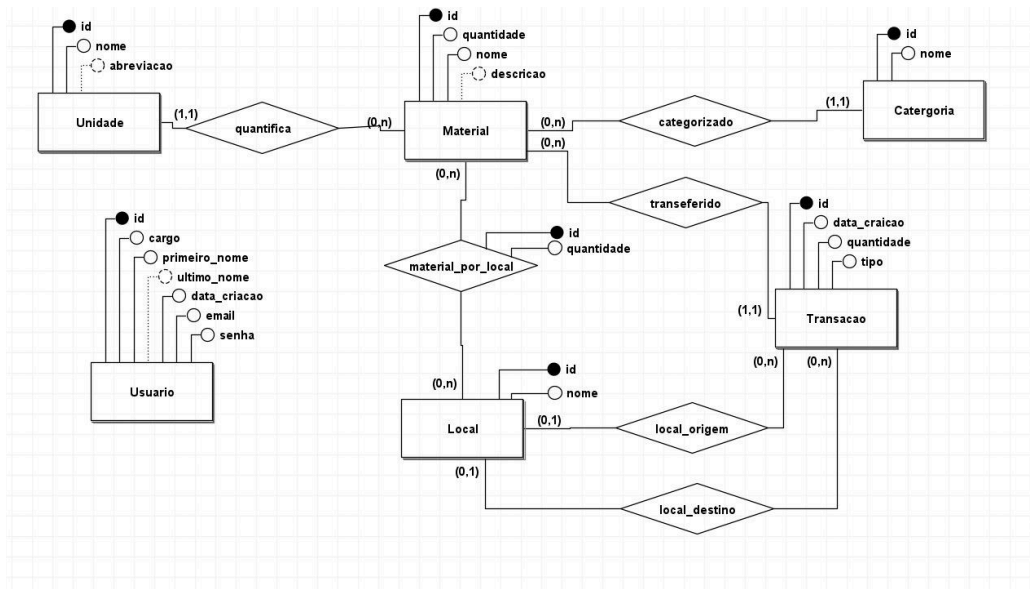 id
nome
abreviacao
Unidade
(1,1)
quantifica
(0,n)
id
quantidade
nome
descricao
Material
(0,n)
(0,n)
(0,n)
categorizado
(1,1)
id
nome
Catergoria
transeferido
(1,1)
id
data_craicao
quantidade
tipo
Transacao
(0,n)
(0,n)
id
quantidade
material_por_local
(0,n)
id
nome
Local
(0,1)
(0,1)
local_origem
local_destino
id
cargo
primeiro_nome
ultimo_nome
data_criacao
email
senha
Usuario